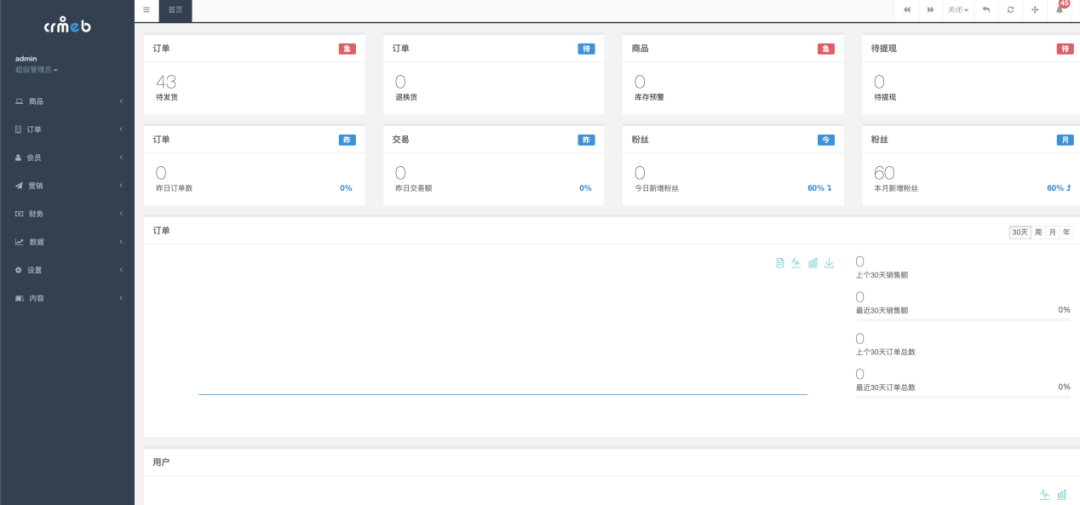 crmeb
admin
超级管理员
商品
订单
会员
营销
财务
数据
设置
内容
首页
关闭
45
订单 急
43
待发货
订单 待
0
退换货
商品 急
0
库存预警
待提现 待
0
待提现
订单 昨
0
昨日订单数 0%
交易 昨
0
昨日交易额 0%
粉丝 今
0
今日新增粉丝 60%
粉丝 月
60
本月新增粉丝 60%
订单
30天 周 月 年
0
上个30天销售额
0
最近30天销售额 0%
0
上个30天订单总数
0
最近30天订单总数 0%
用户